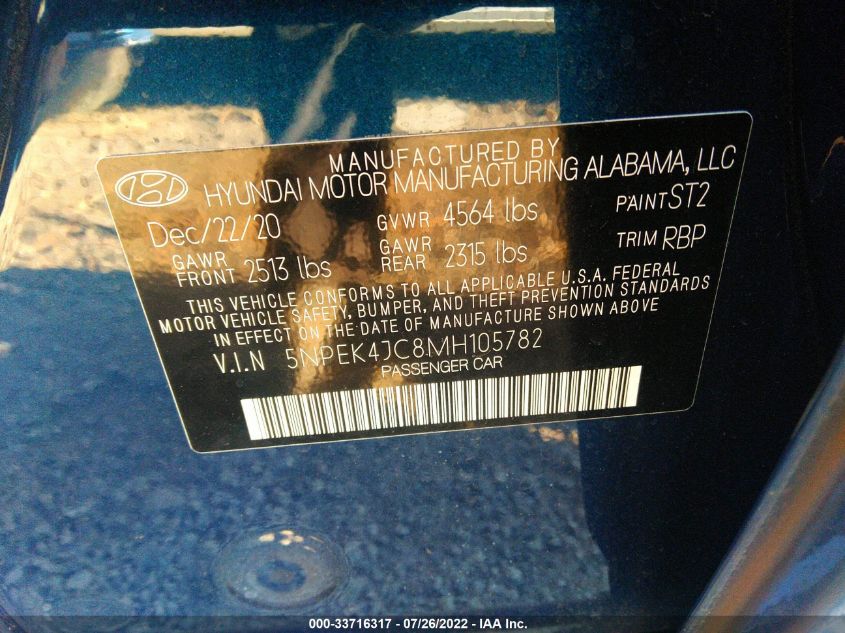 MANUFACTURED BY
HYUNDAI MOTOR MANUFACTURING ALABAMA, LLC
Dec/22/20 GVWR 4564 lbs PAINT ST2
GAWR FRONT 2513 lbs GAWR REAR 2315 lbs TRIM RBP
THIS VEHICLE CONFORMS TO ALL APPLICABLE U.S.A. FEDERAL
MOTOR VEHICLE SAFETY, BUMPER, AND THEFT PREVENTION STANDARDS
IN EFFECT ON THE DATE OF MANUFACTURE SHOWN ABOVE
V.I.N 5NPEK4JC8MH105782
PASSENGER CAR
000-33716317 - 07/26/2022 - IAA Inc.